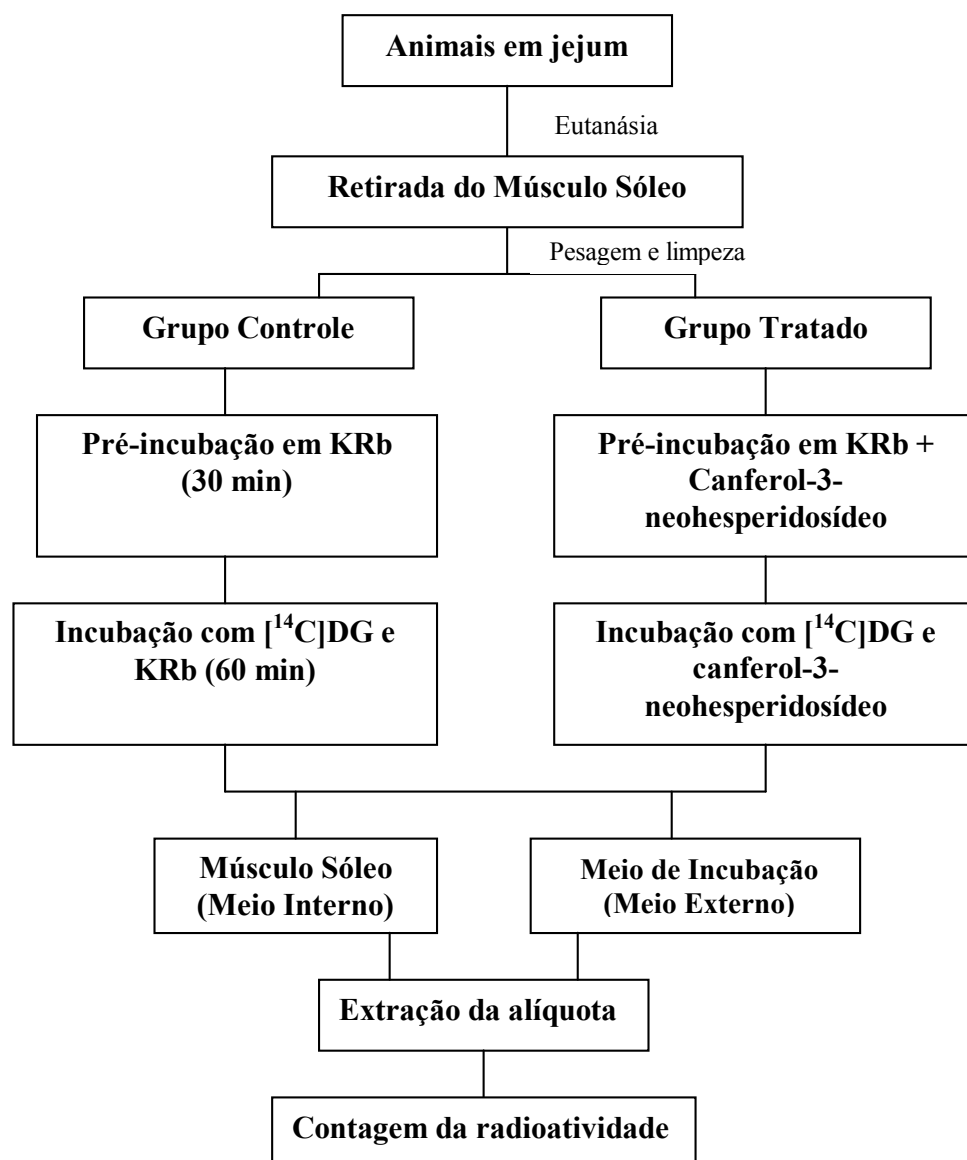 Animais em jejum
Eutanásia
Retirada do Músculo Sóleo
Pesagem e limpeza
Grupo Controle
Grupo Tratado
Pré-incubação em KRb
(30 min)
Pré-incubação em KRb +
Canferol-3-
neohesperidosídeo
Incubação com [¹⁴C]DG e
KRb (60 min)
Incubação com [¹⁴C]DG e
canferol-3-
neohesperidosídeo
Músculo Sóleo
(Meio Interno)
Meio de Incubação
(Meio Externo)
Extração da alíquota
Contagem da radioatividade